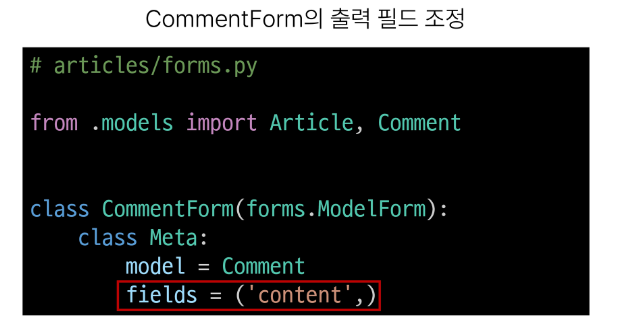 CommentForm의 출력 필드 조정
# articles/forms.py
from .models import Article, Comment
class CommentForm(forms.ModelForm):
    class Meta:
        model = Comment
        fields = ('content',)